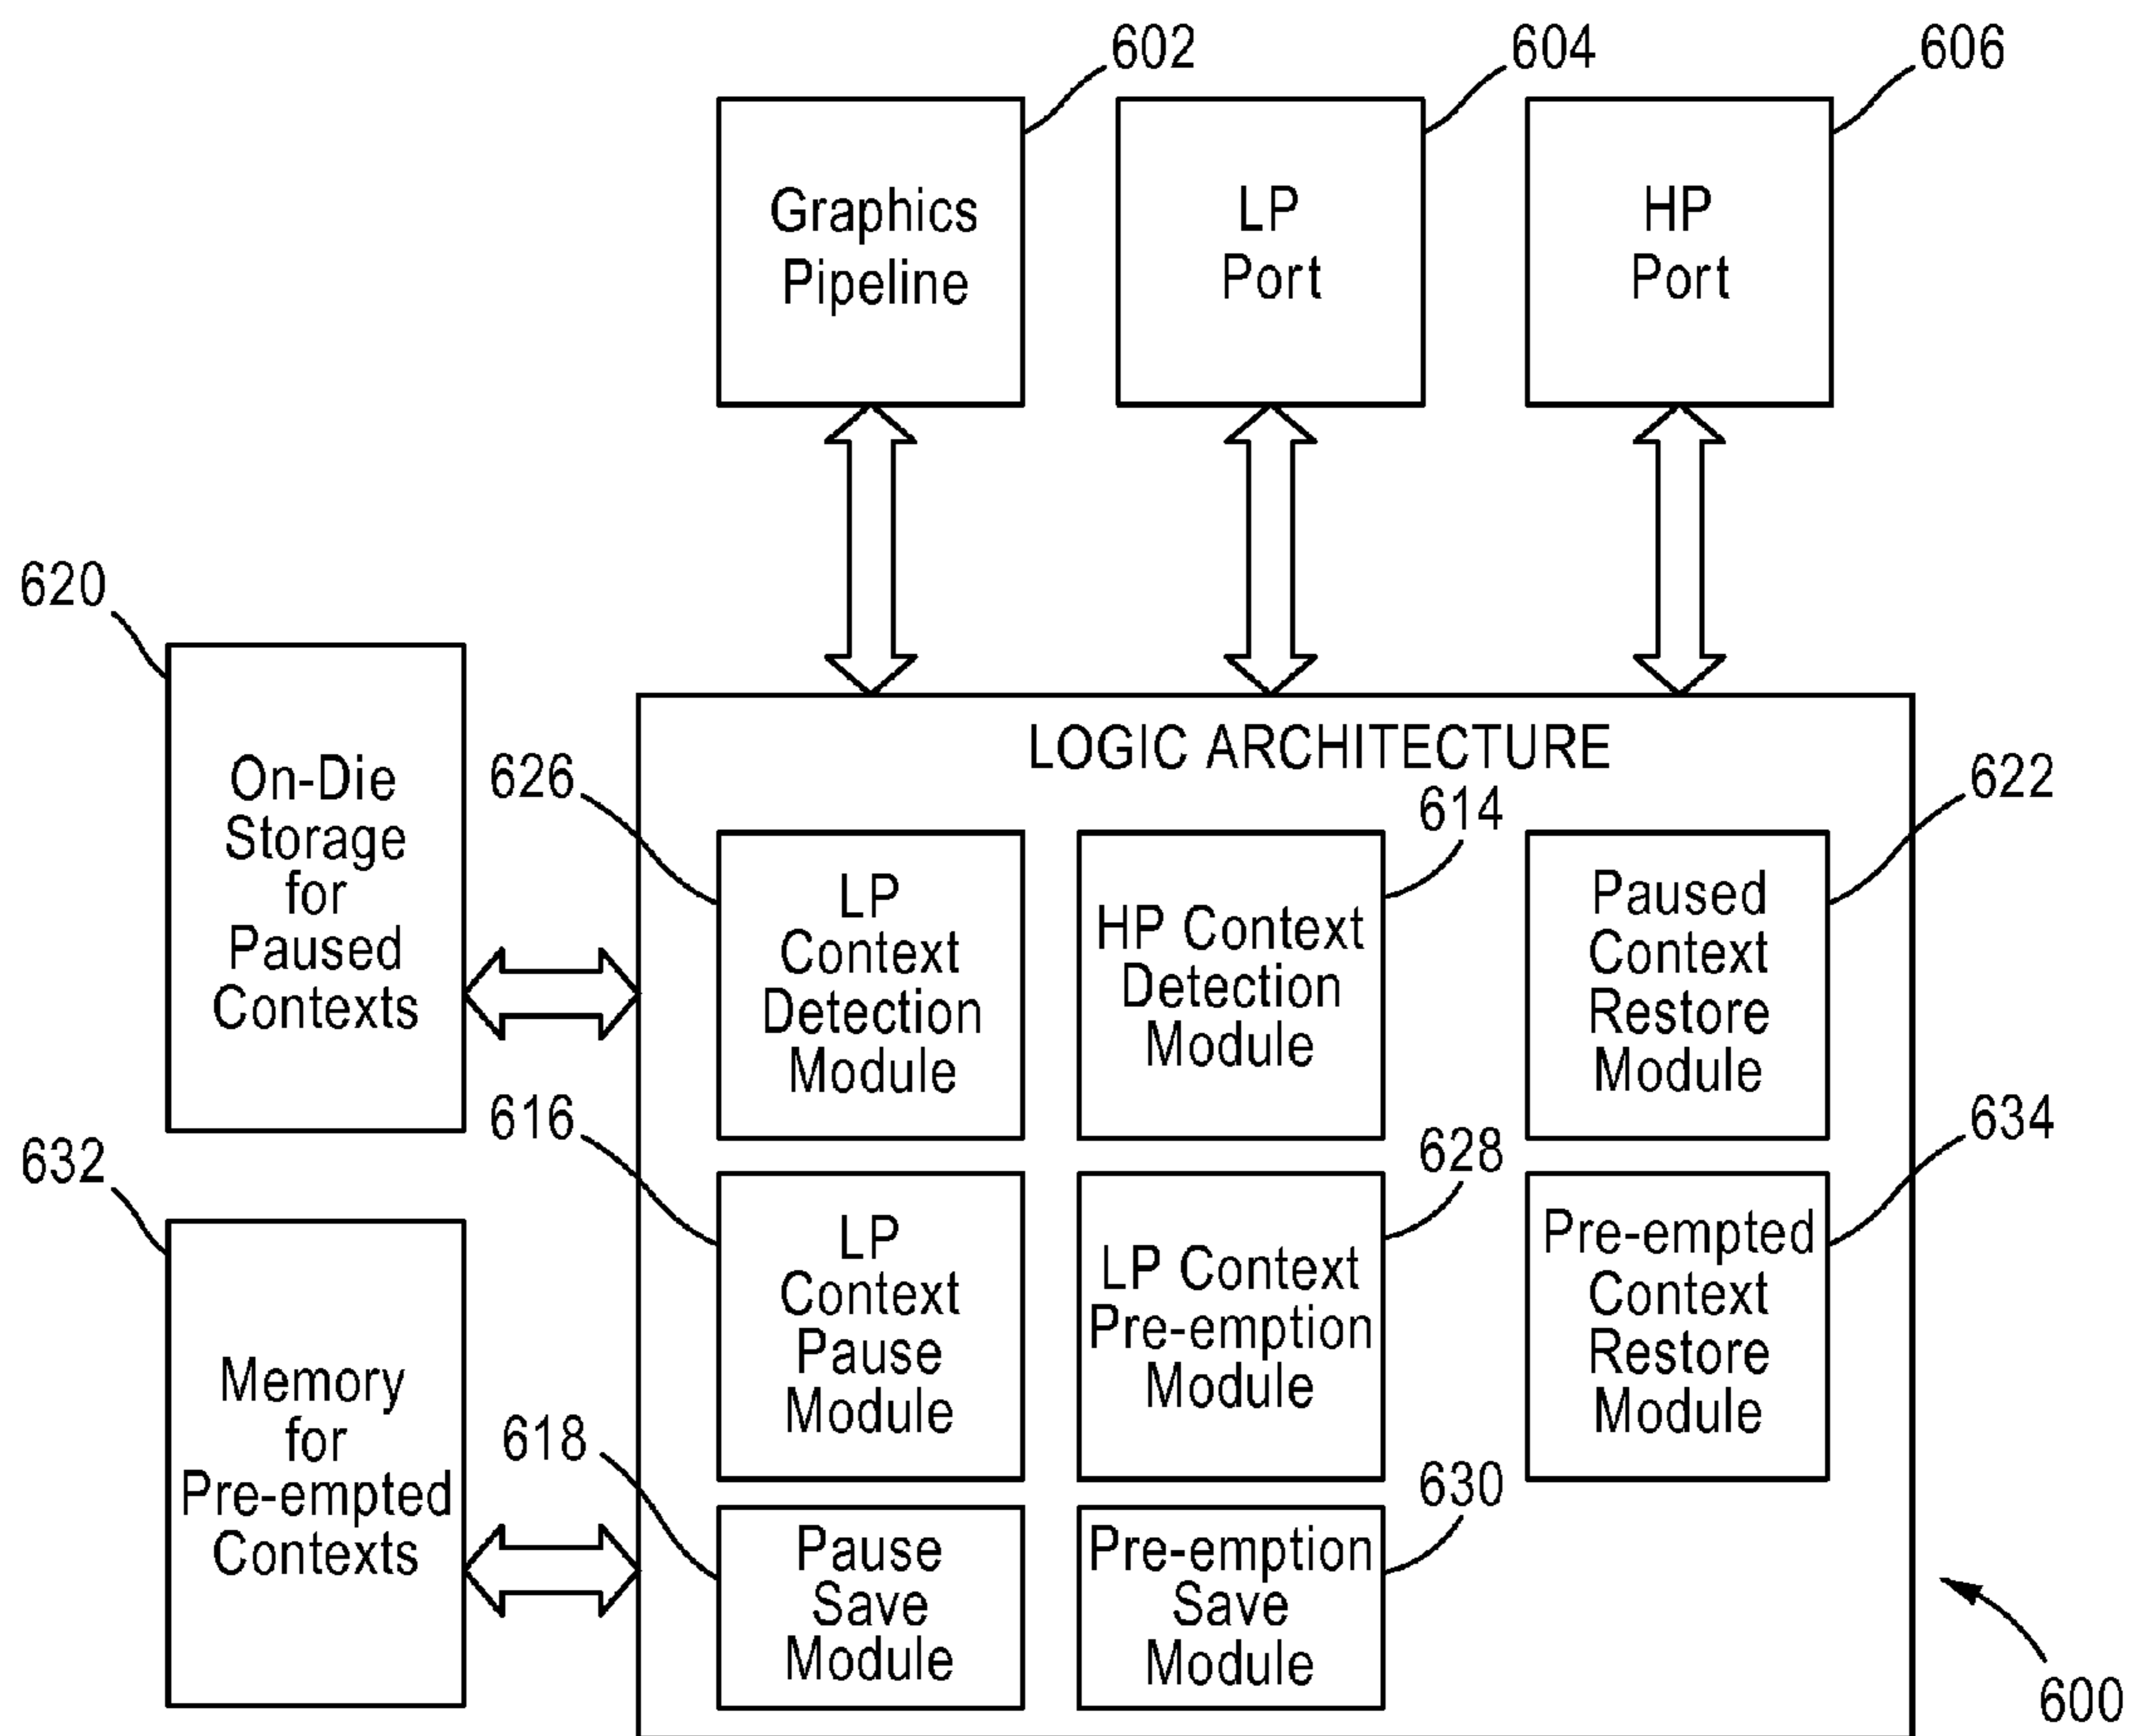 602
604
606
Graphics
Pipeline
LP
Port
HP
Port
620
On-Die
Storage
for
Paused
Contexts
LOGIC ARCHITECTURE
626
614
622
LP
Context
Detection
Module
HP Context
Detection
Module
Paused
Context
Restore
Module
632
616
628
634
Memory
for
Pre-empted
Contexts
LP
Context
Pause
Module
LP Context
Pre-emption
Module
Pre-empted
Context
Restore
Module
618
630
Pause
Save
Module
Pre-emption
Save
Module
600